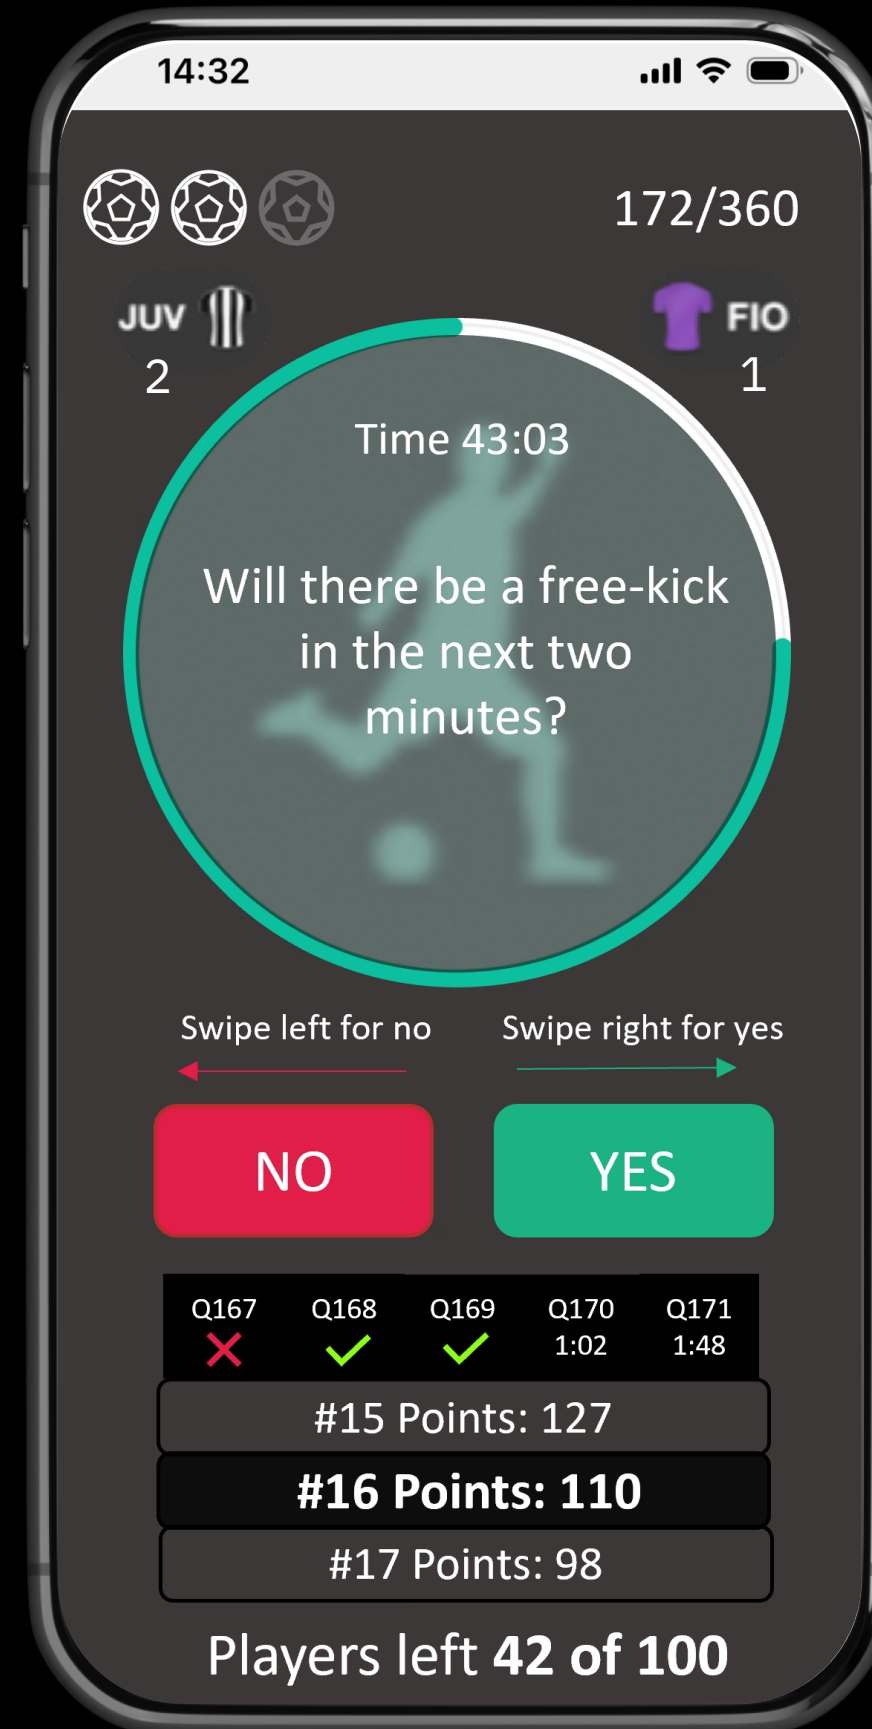 14:32
172/360
JUV
FIO
2
1
Time 43:03
Will there be a free-kick
in the next two
minutes?
Swipe left for no
Swipe right for yes
NO
YES
Q167 Q168 Q169 Q170 Q171
1:02 1:48
#15 Points: 127
#16 Points: 110
#17 Points: 98
Players left 42 of 100